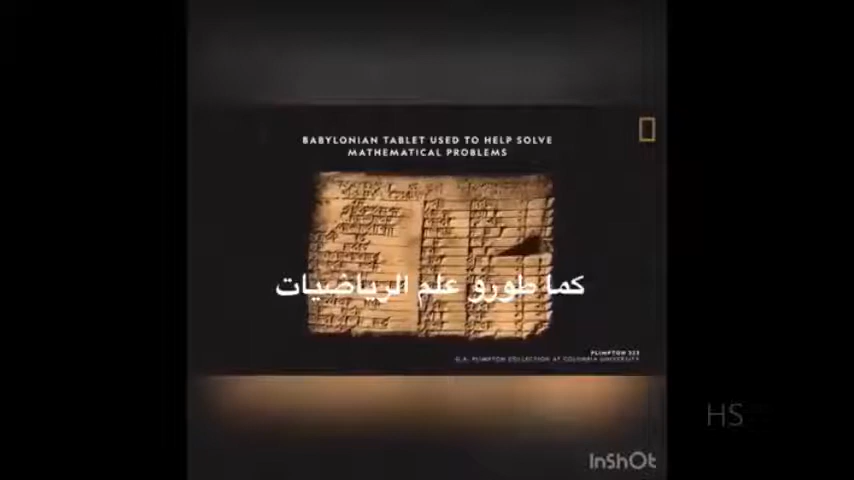 BABYLONIAN TABLET USED TO HELP SOLVE
MATHEMATICAL PROBLEMS
كما طورو علم الرياضيات
PLIMPTON 322
G.A. PLIMPTON COLLECTION AT COLUMBIA UNIVERSITY
HS
InShOt